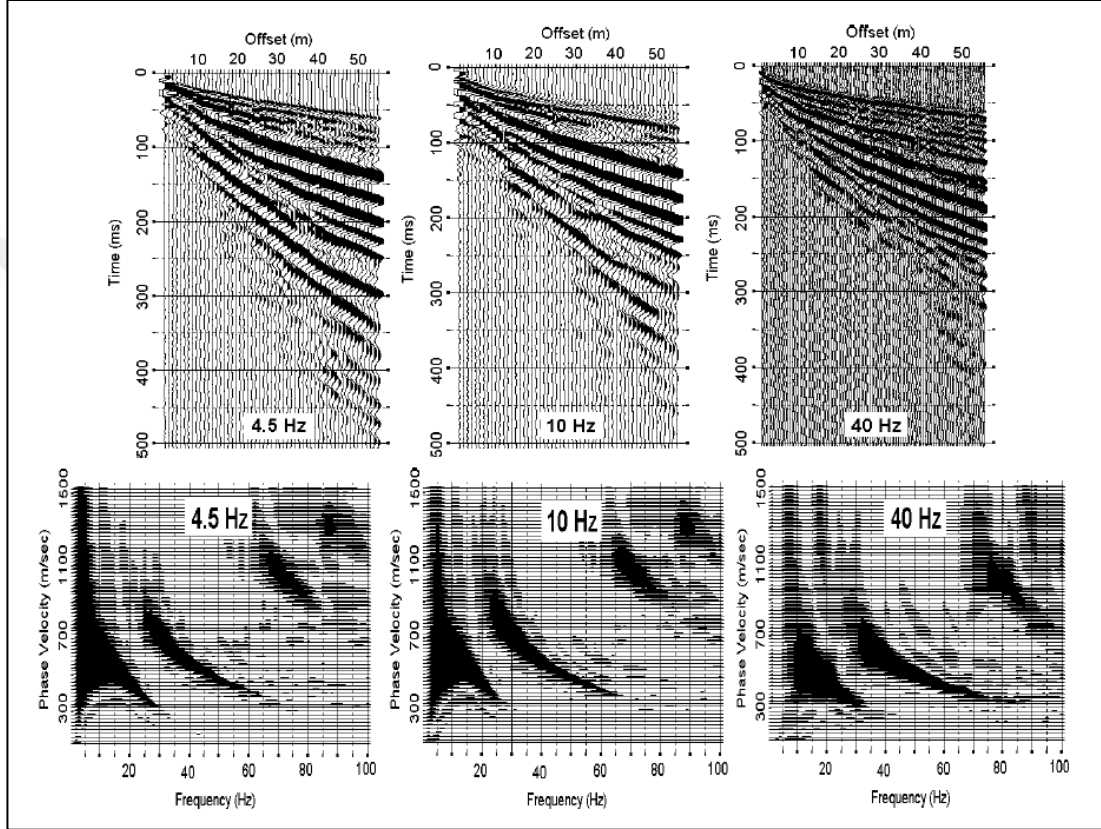 Offset (m) Offset (m) Offset (m)
10 20 30 40 50 10 20 30 40 50 10 20 30 40 50
Time (ms) Time (ms) Time (ms)
0 0 0
100 100 100
200 200 200
300 300 300
400 400 400
500 500 500
4.5 Hz 10 Hz 40 Hz
Phase Velocity (m/sec) Phase Velocity (m/sec) Phase Velocity (m/sec)
1500 1500 1500
1100 1100 1100
700 700 700
300 300 300
4.5 Hz 10 Hz 40 Hz
20 40 60 80 100 20 40 60 80 100 20 40 60 80 100
Frequency (Hz) Frequency (Hz) Frequency (Hz)